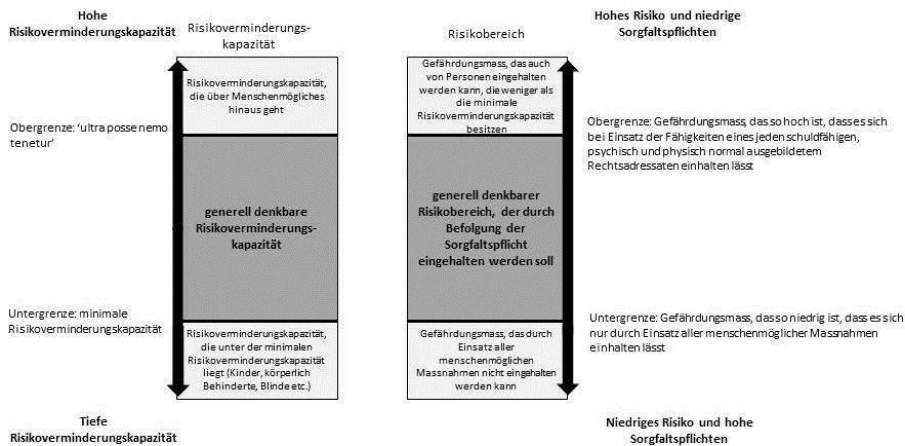 Hohe
Risikoverminderungskapazität
Risikoverminderungs-
kapazität
Risikoverminderungskapazität,
die über Menschenmögliches
hinaus geht
Obergrenze: ‘ultra posse nemo
tenetur’
generell denkbare
Risikoverminderungs-
kapazität
Untergrenze: minimale
Risikoverminderungskapazität
Risikoverminderungskapazität,
die unter der minimalen
Risikoverminderungskapazität
liegt (Kinder, körperlich
Behinderte, Blinde etc.)
Tiefe
Risikoverminderungskapazität
Hohes Risiko und niedrige
Sorgfaltspflichten
Risikobereich
Gefährdungsmass, das auch
von Personen eingehalten
werden kann, die weniger als
die minimale
Risikoverminderungskapazität
besitzen
Obergrenze: Gefährdungsmass, das so hoch ist, dass es sich
bei Einsatz der Fähigkeiten eines jeden schuldfähigen,
psychisch und physisch normal ausgebildetem
Rechtsadressaten einhalten lässt
generell denkbarer
Risikobereich, der durch
Befolgung der
Sorgfaltspflicht
eingehalten werden soll
Untergrenze: Gefährdungsmass, das so niedrig ist, dass es sich
nur durch Einsatz aller menschenmöglicher Massnahmen
einhalten lässt
Gefährdungsmass, das durch
Einsatz aller
menschenmöglichen
Massnahmen nicht eingehalten
werden kann
Niedriges Risiko und hohe
Sorgfaltspflichten